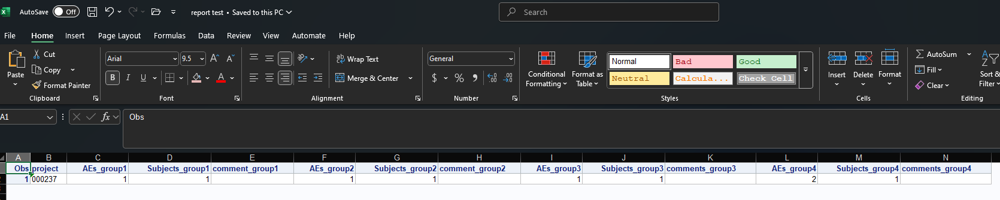 AutoSave Off report test • Saved to this PC Search
File Home Insert Page Layout Formulas Data Review View Automate Help
Paste Cut Copy Format Painter
Clipboard
Arial 9.5 A A
B I U A
Font
Wrap Text
Merge & Center
Alignment
General
$ % ,
Number
Conditional Formatting
Format as Table
Normal Bad Good
Neutral Calcula... Check Cell
Styles
Insert Delete Format
Cells
AutoSum
Fill
Clear
Sort &
Filter
Editing
A1 fx Obs
A B C D E F G H I J K L M N
Obs project AEs_group1 Subjects_group1 comment_group1 AEs_group2 Subjects_group2 comment_group2 AEs_group3 Subjects_group3 comments_group3 AEs_group4 Subjects_group4 comments_group4
1 000237 1 1 1 1 1 1 2 1